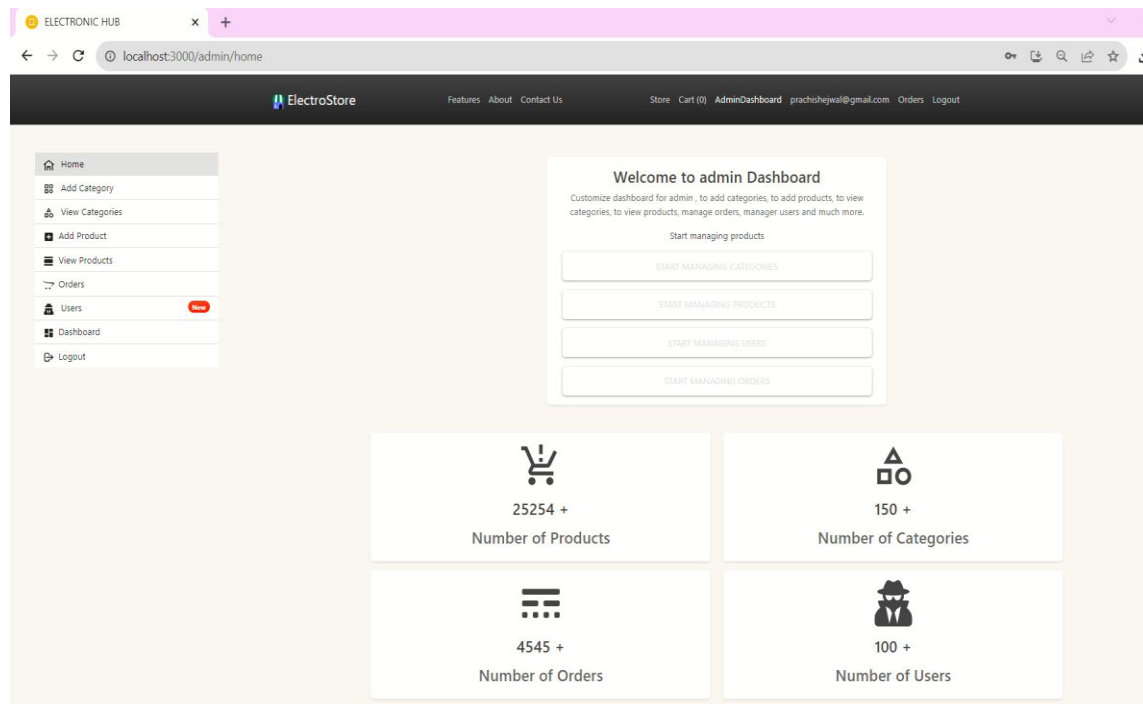 ELECTRONIC HUB
localhost:3000/admin/home
ElectroStore Features About Contact Us Store Cart (0) AdminDashboard prachishejwal@gmail.com Orders Logout
Home
Add Category
View Categories
Add Product
View Products
Orders
Users New
Dashboard
Logout
Welcome to admin Dashboard
Customize dashboard for admin , to add categories, to add products, to view
categories, to view products, manage orders, manager users and much more.
Start managing products
START MANAGING CATEGORIES
START MANAGING PRODUCTS
START MANAGING USERS
START MANAGING ORDERS
25254 +
Number of Products
150 +
Number of Categories
4545 +
Number of Orders
100 +
Number of Users